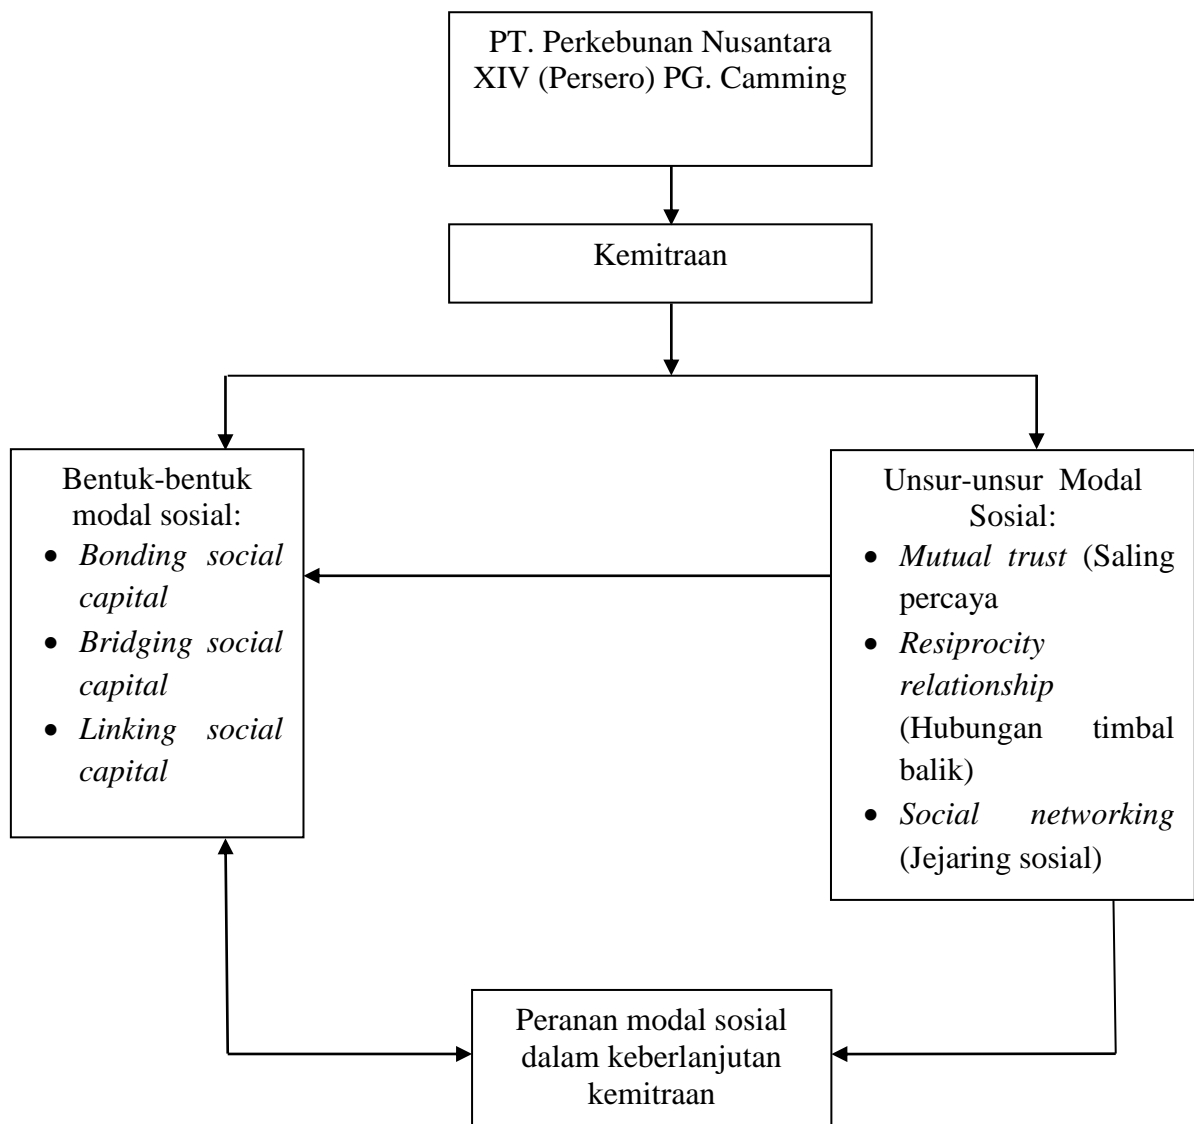 PT. Perkebunan Nusantara
XIV (Persero) PG. Camming
Kemitraan
Bentuk-bentuk
modal sosial:
• Bonding social
capital
• Bridging social
capital
• Linking social
capital
Unsur-unsur Modal
Sosial:
• Mutual trust (Saling
percaya
• Resiprocity
relationship
(Hubungan timbal
balik)
• Social networking
(Jejaring sosial)
Peranan modal sosial
dalam keberlanjutan
kemitraan